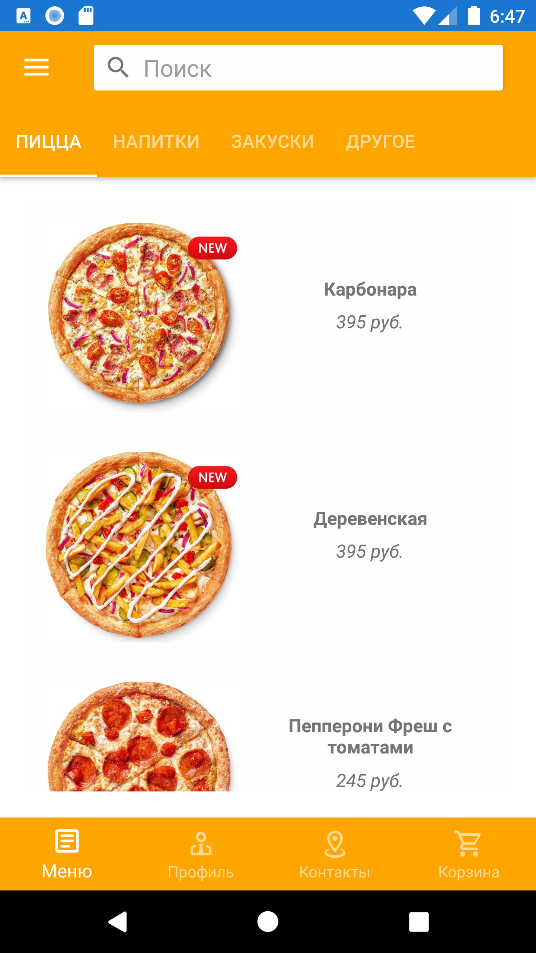 6:47
Поиск
ПИЦЦА НАПИТКИ ЗАКУСКИ ДРУГОЕ
NEW
Карбонара
395 руб.
NEW
Деревенская
395 руб.
Пепперони Фреш с
томатами
245 руб.
Меню Профиль Контакты Корзина